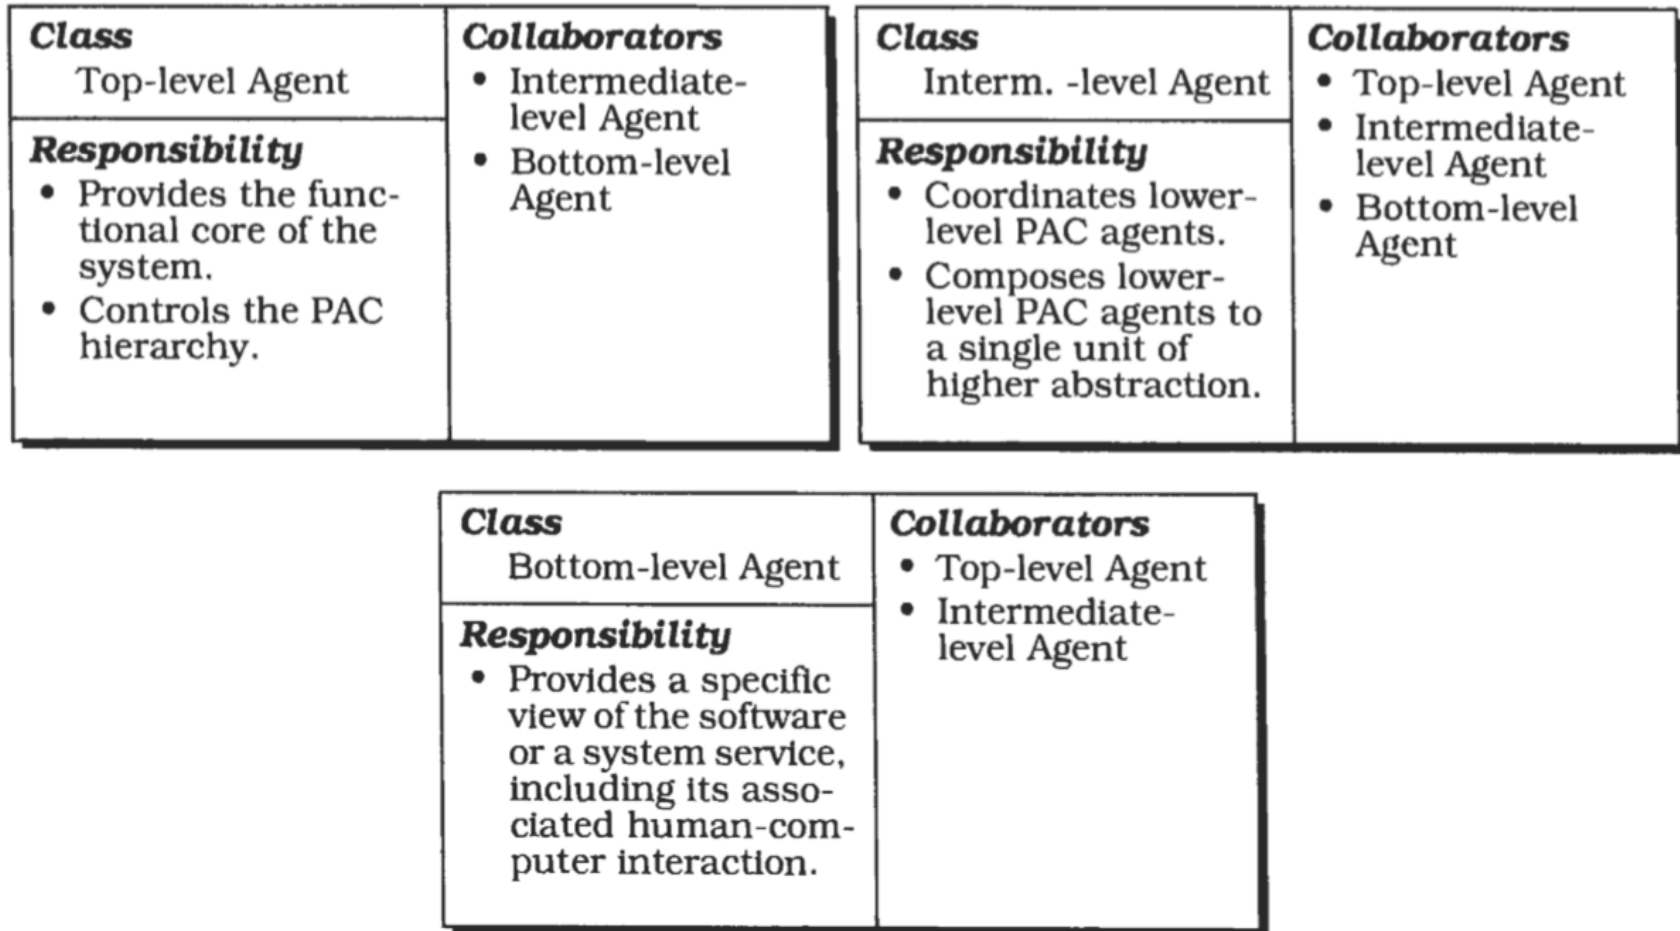 Class
Top-level Agent
Responsibility
• Provides the func-
tional core of the
system.
• Controls the PAC
hierarchy.
Collaborators
• Intermediate-
level Agent
• Bottom-level
Agent
Class
Interm. -level Agent
Responsibility
• Coordinates lower-
level PAC agents.
• Composes lower-
level PAC agents to
a single unit of
higher abstraction.
Collaborators
• Top-level Agent
• Intermediate-
level Agent
• Bottom-level
Agent
Class
Bottom-level Agent
Responsibility
• Provides a specific
view of the software
or a system service,
including its asso-
ciated human-com-
puter interaction.
Collaborators
• Top-level Agent
• Intermediate-
level Agent